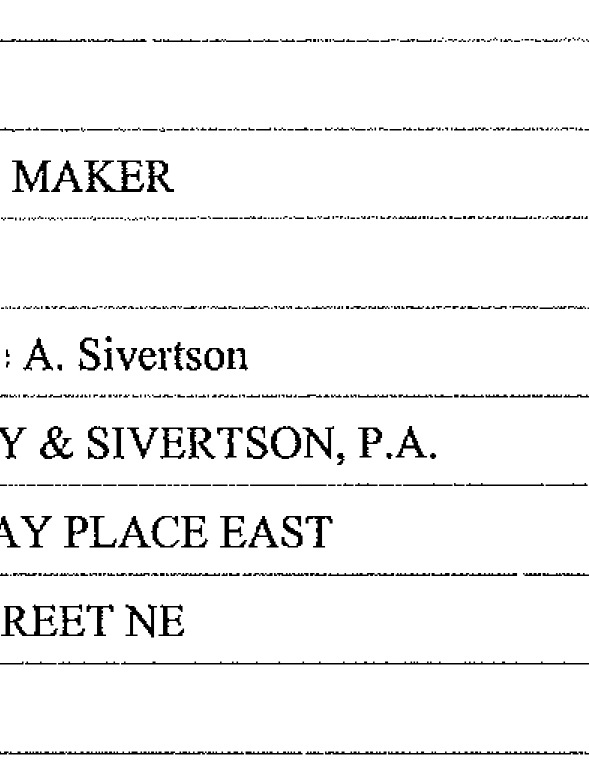 MAKER
A. Sivertson
Y & SIVERTSON, P.A.
AY PLACE EAST
REET NE